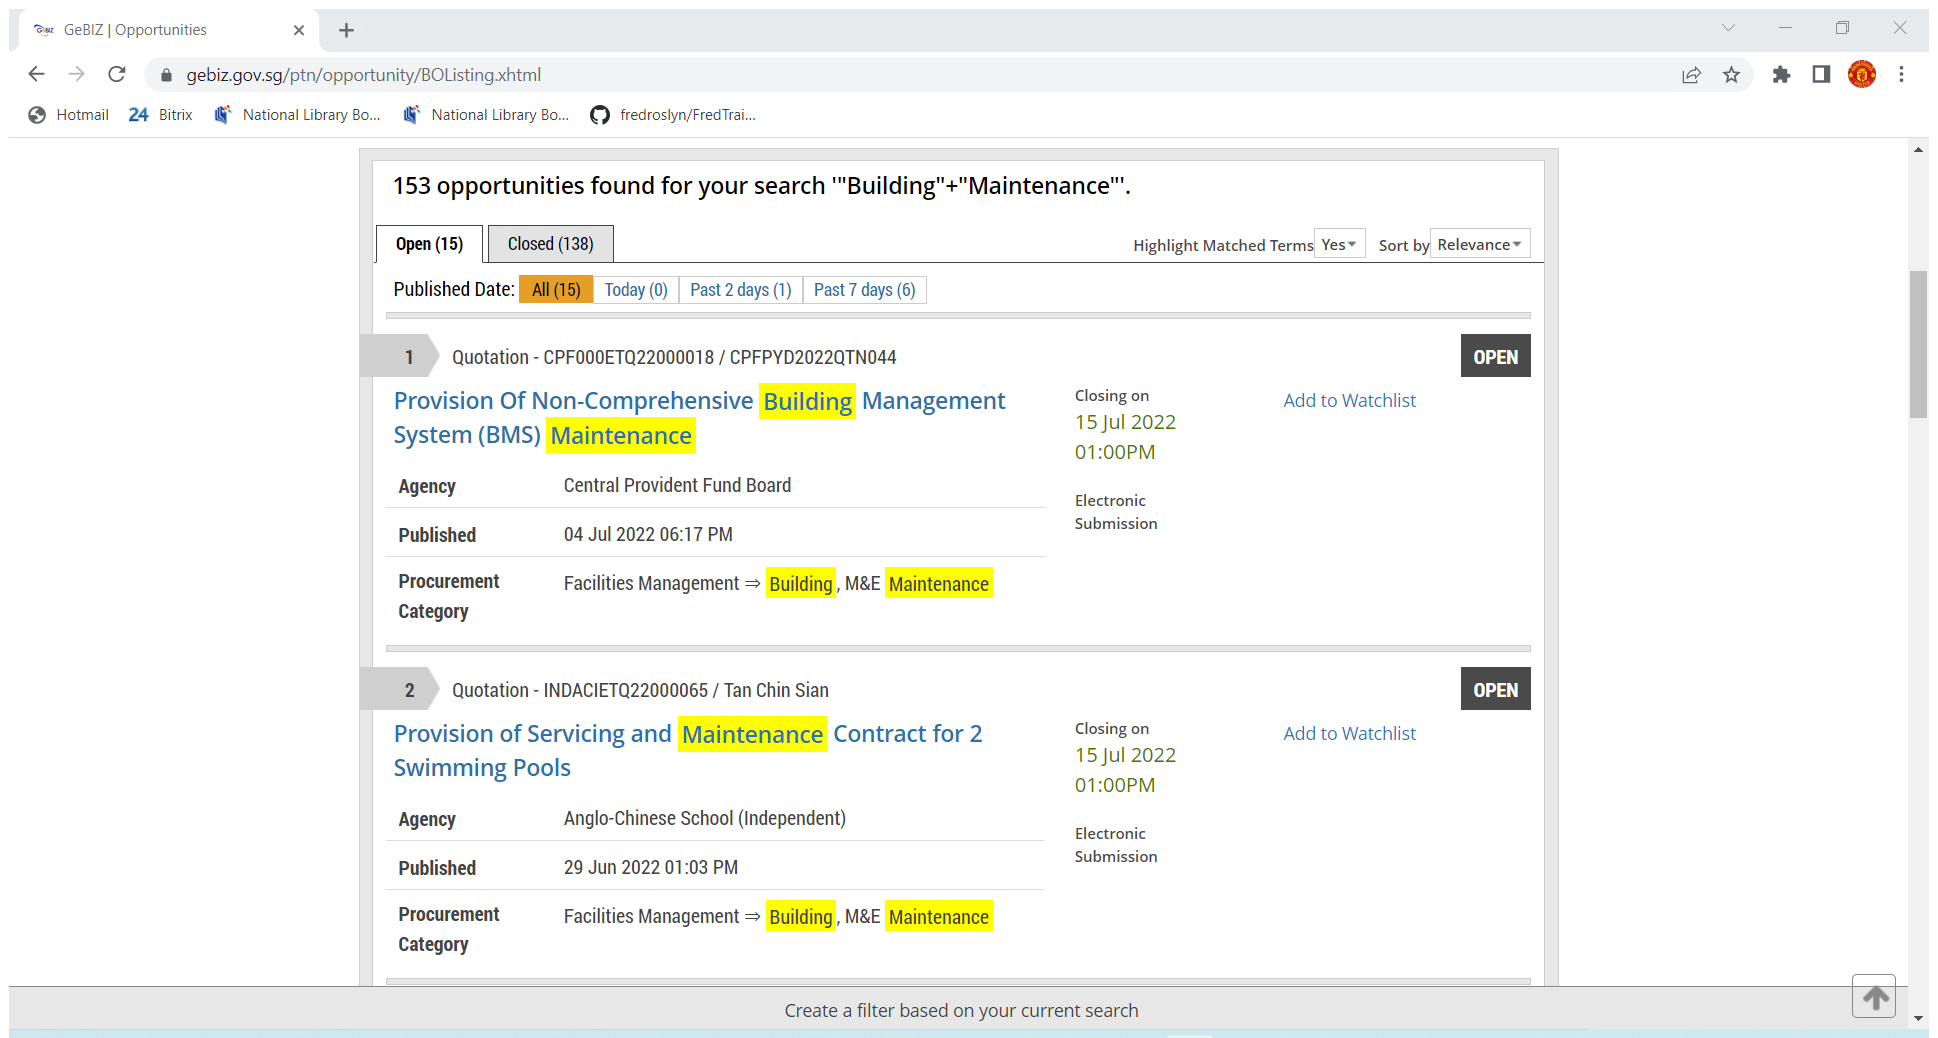 GeBIZ | Opportunities
gebiz.gov.sg/ptn/opportunity/BOListing.xhtml
Hotmail 24 Bitrix National Library Bo... National Library Bo... fredroslyn/FredTrai...
153 opportunities found for your search '"Building"+"Maintenance"'.
Open (15) Closed (138) Highlight Matched Terms Yes Sort by Relevance
Published Date: All (15) Today (0) Past 2 days (1) Past 7 days (6)
1 Quotation - CPF000ETQ22000018 / CPFPYD2022QTN044 OPEN
Provision Of Non-Comprehensive Building Management
System (BMS) Maintenance
Closing on
15 Jul 2022
01:00PM
Electronic
Submission
Add to Watchlist
Agency Central Provident Fund Board
Published 04 Jul 2022 06:17 PM
Procurement
Category
Facilities Management ⇒ Building, M&E Maintenance
2 Quotation - INDACIETQ22000065 / Tan Chin Sian OPEN
Provision of Servicing and Maintenance Contract for 2
Swimming Pools
Closing on
15 Jul 2022
01:00PM
Electronic
Submission
Add to Watchlist
Agency Anglo-Chinese School (Independent)
Published 29 Jun 2022 01:03 PM
Procurement
Category
Facilities Management ⇒ Building, M&E Maintenance
Create a filter based on your current search